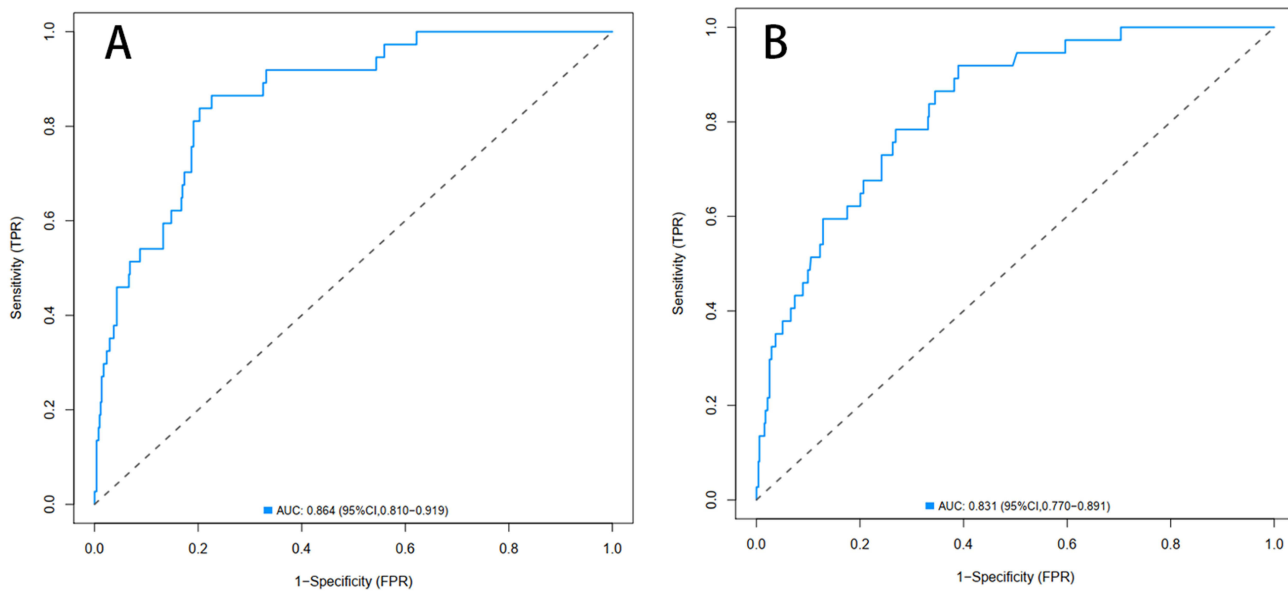 A
Sensitivity (TPR)
1.0
0.8
0.6
0.4
0.2
0.0
AUC: 0.864 (95%CI,0.810−0.919)
0.0 0.2 0.4 0.6 0.8 1.0
1−Specificity (FPR)
B
Sensitivity (TPR)
1.0
0.8
0.6
0.4
0.2
0.0
AUC: 0.831 (95%CI,0.770−0.891)
0.0 0.2 0.4 0.6 0.8 1.0
1−Specificity (FPR)